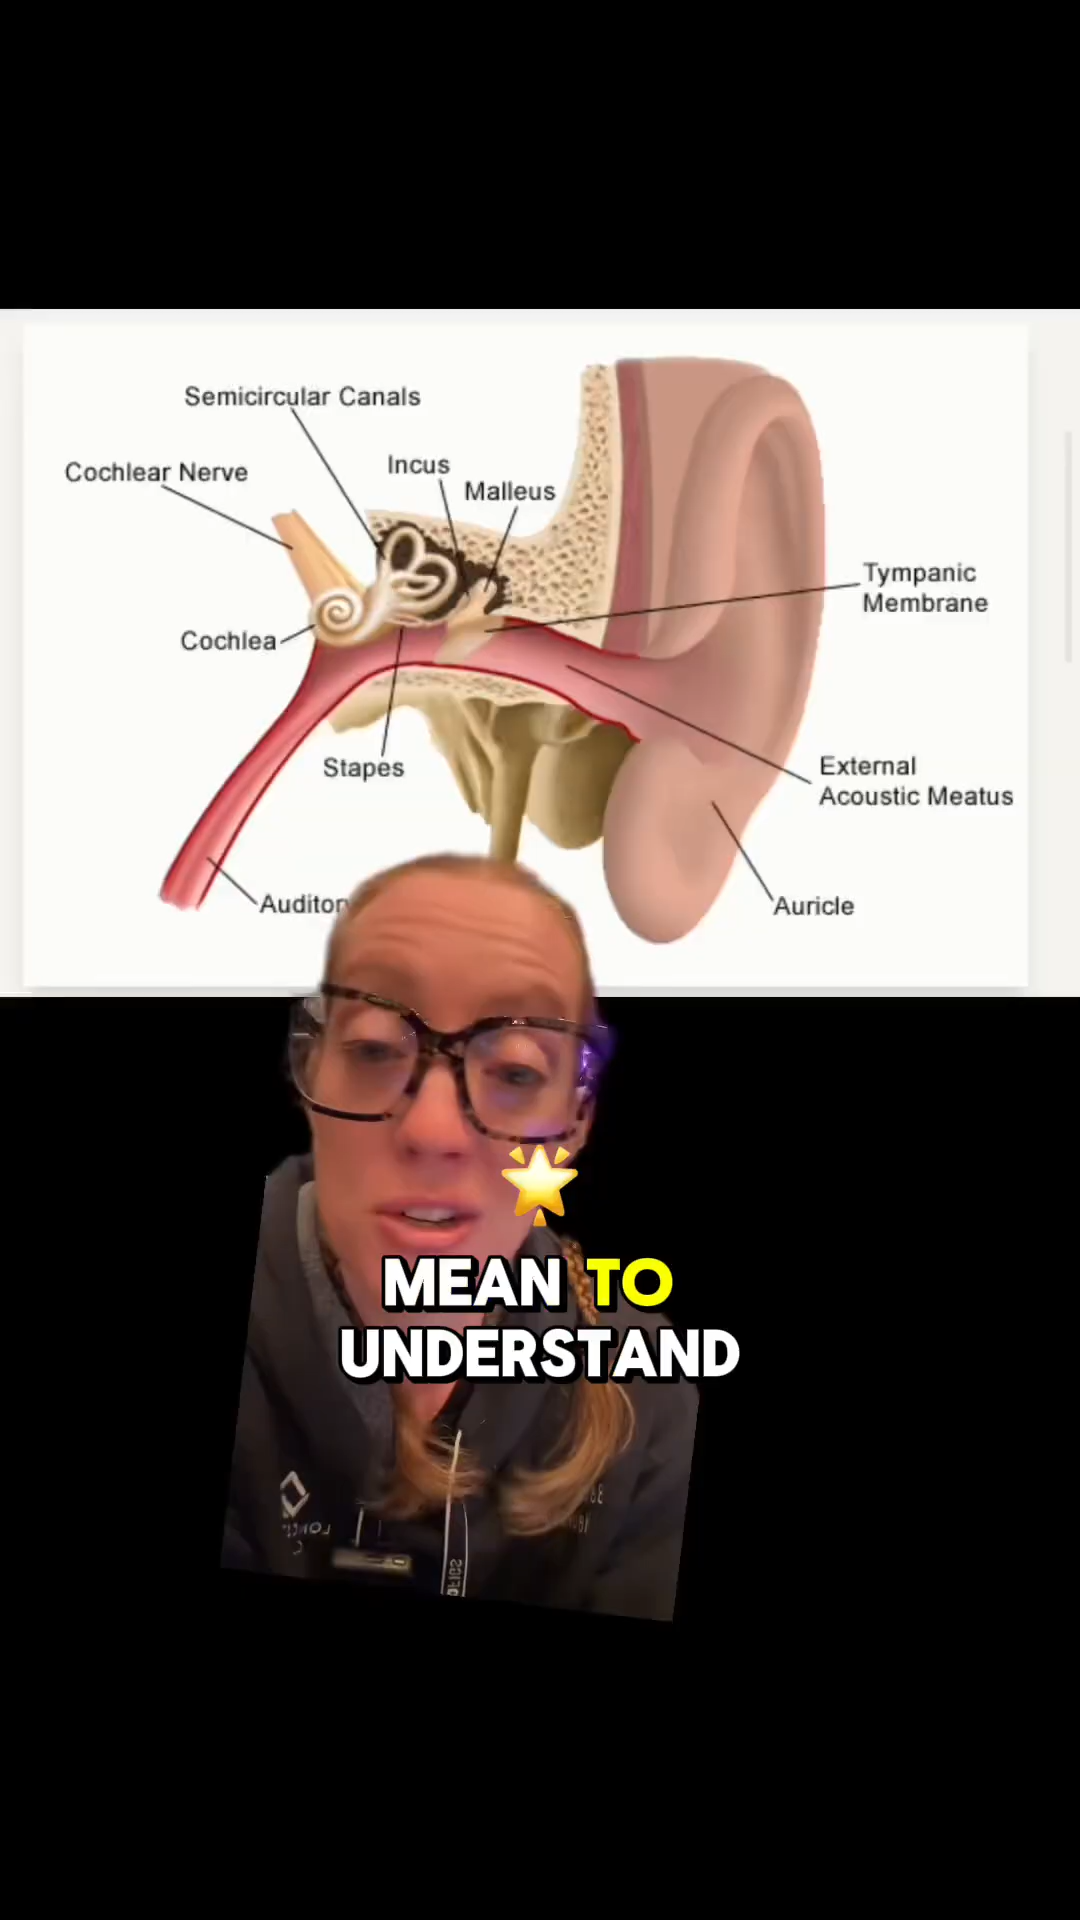 Semicircular Canals
Cochlear Nerve
Incus
Malleus
Tympanic
Membrane
Cochlea
Stapes
External
Acoustic Meatus
Auditor
Auricle
MEAN TO
UNDERSTAND